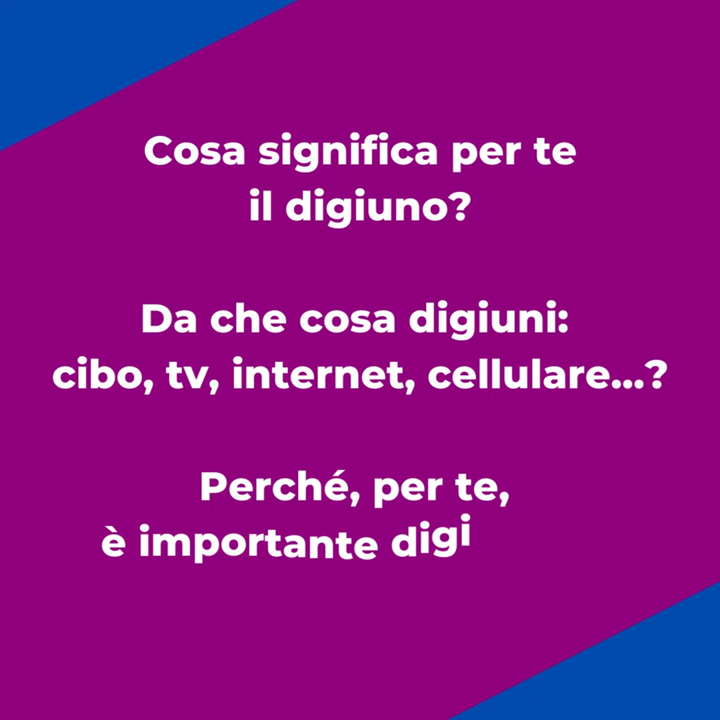 Cosa significa per te
il digiuno?
Da che cosa digiuni:
cibo, tv, internet, cellulare...?
Perché, per te,
è importante digi